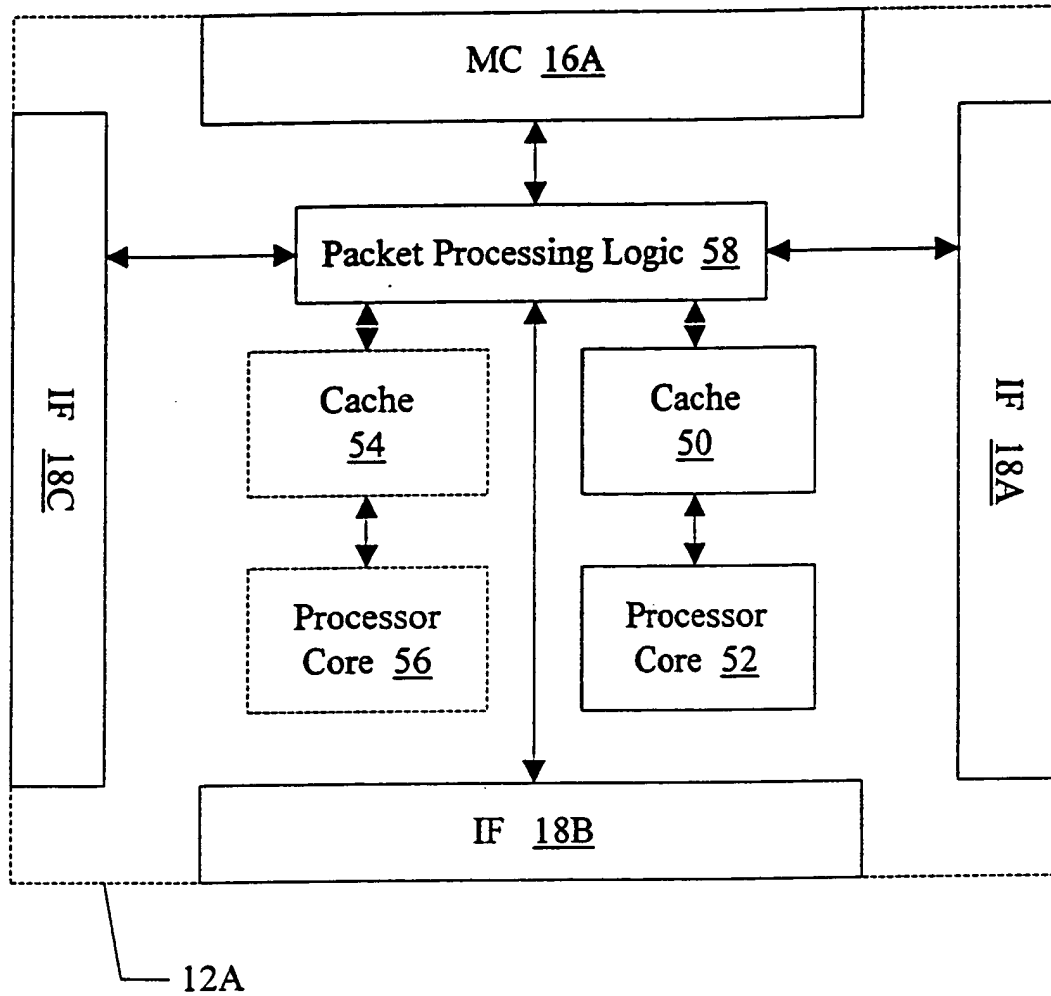 MC 16A
Packet Processing Logic 58
IF 18C
Cache
54
Cache
50
IF 18A
Processor
Core 56
Processor
Core 52
IF 18B
12A